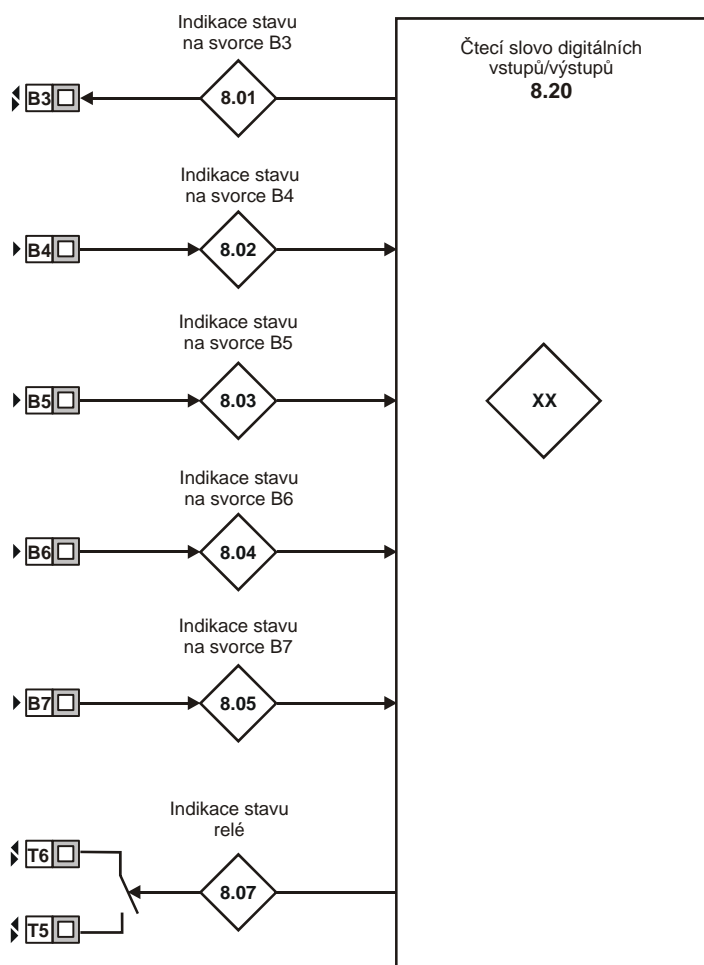 Indikace stavu
na svorce B3
B3
8.01
Čtecí slovo digitálních
vstupů/výstupů
8.20
Indikace stavu
na svorce B4
B4
8.02
Indikace stavu
na svorce B5
B5
8.03
XX
Indikace stavu
na svorce B6
B6
8.04
Indikace stavu
na svorce B7
B7
8.05
Indikace stavu
relé
T6
8.07
T5